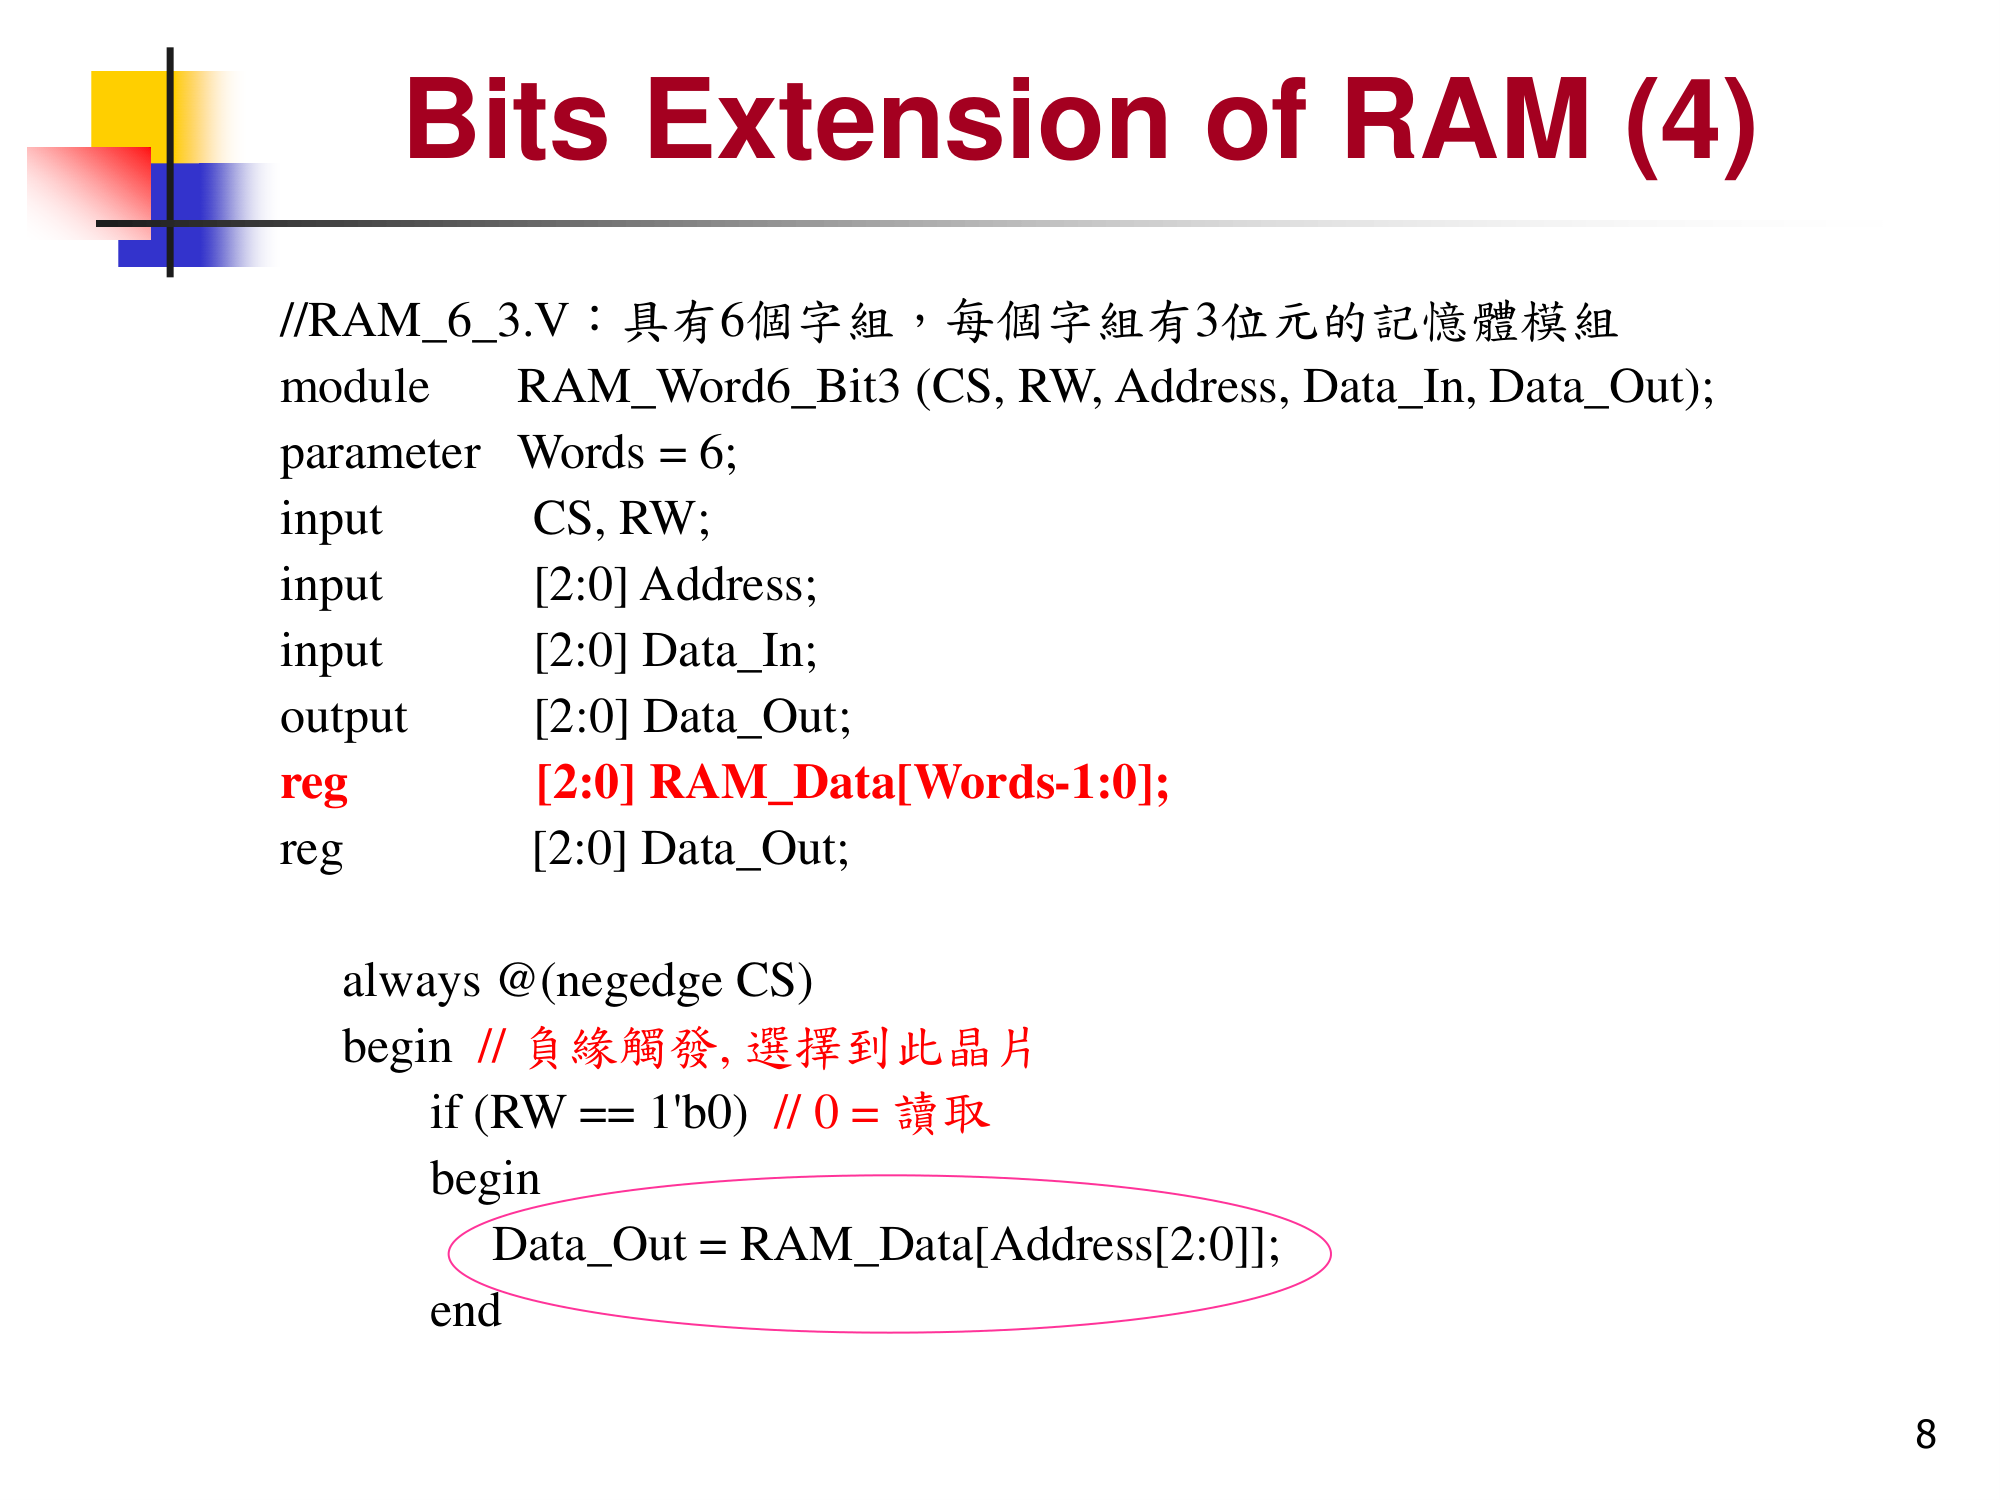 Bits Extension of RAM (4)
//RAM_6_3.V：具有6個字組，每個字組有3位元的記憶體模組
module RAM_Word6_Bit3 (CS, RW, Address, Data_In, Data_Out);
parameter Words = 6;
input CS, RW;
input [2:0] Address;
input [2:0] Data_In;
output [2:0] Data_Out;
reg [2:0] RAM_Data[Words-1:0];
reg [2:0] Data_Out;
always @(negedge CS)
begin // 負緣觸發, 選擇到此晶片
if (RW == 1'b0) // 0 = 讀取
begin
Data_Out = RAM_Data[Address[2:0]];
end
8